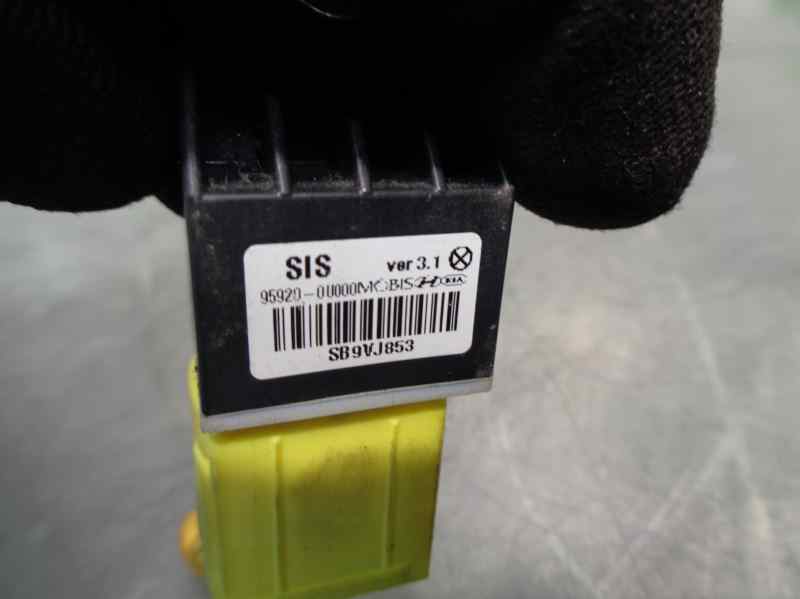 SIS ver 3.1
95920-0U000MOBIS KIA
SB9VJ853